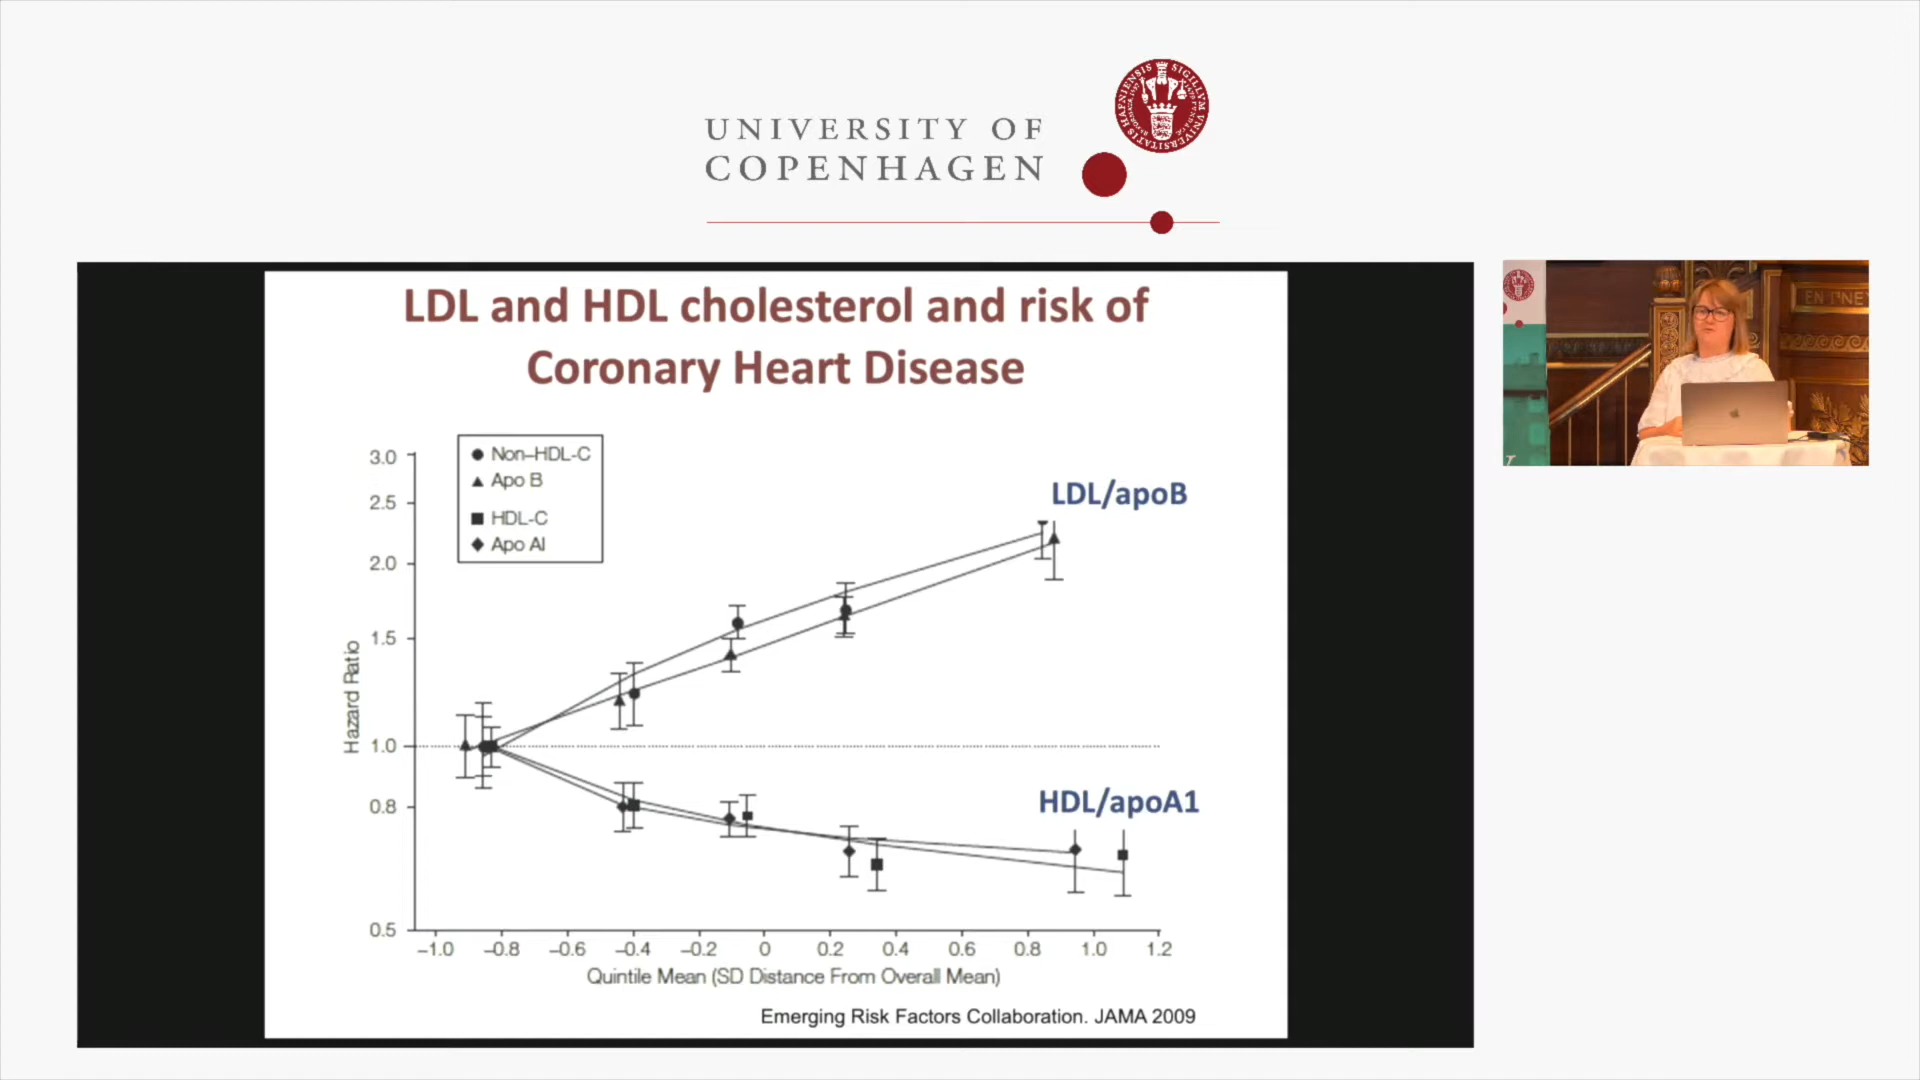 UNIVERSITY OF
COPENHAGEN
LDL and HDL cholesterol and risk of
Coronary Heart Disease
Non–HDL-C
Apo B
HDL-C
Apo AI
LDL/apoB
HDL/apoA1
3.0
2.5
2.0
1.5
1.0
0.8
0.5
Hazard Ratio
–1.0 –0.8 –0.6 –0.4 –0.2 0 0.2 0.4 0.6 0.8 1.0 1.2
Quintile Mean (SD Distance From Overall Mean)
Emerging Risk Factors Collaboration. JAMA 2009